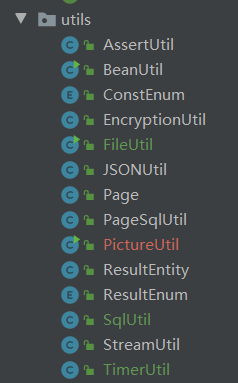 utils
AssertUtil
BeanUtil
ConstEnum
EncryptionUtil
FileUtil
JSONUtil
Page
PageSqlUtil
PictureUtil
ResultEntity
ResultEnum
SqlUtil
StreamUtil
TimerUtil